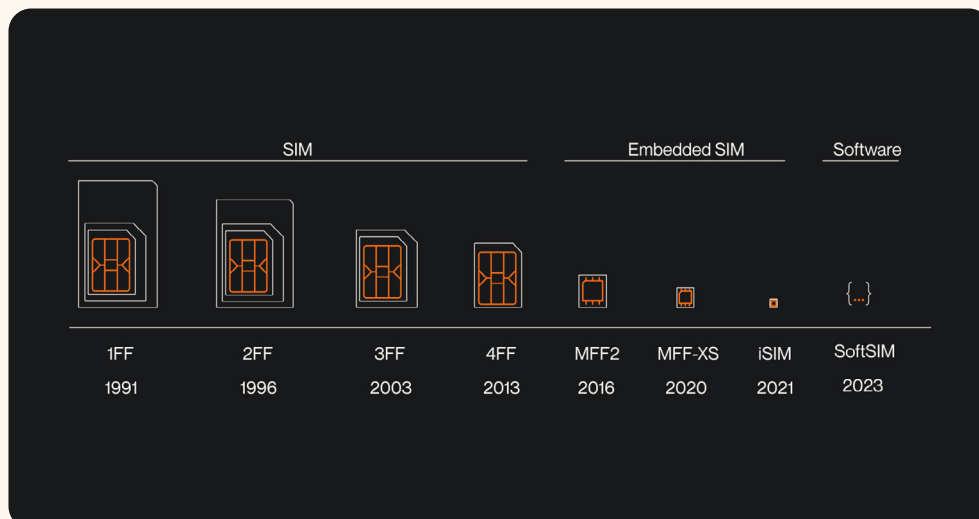 SIM Embedded SIM Software
{...}
1FF 2FF 3FF 4FF MFF2 MFF-XS iSIM SoftSIM
1991 1996 2003 2013 2016 2020 2021 2023